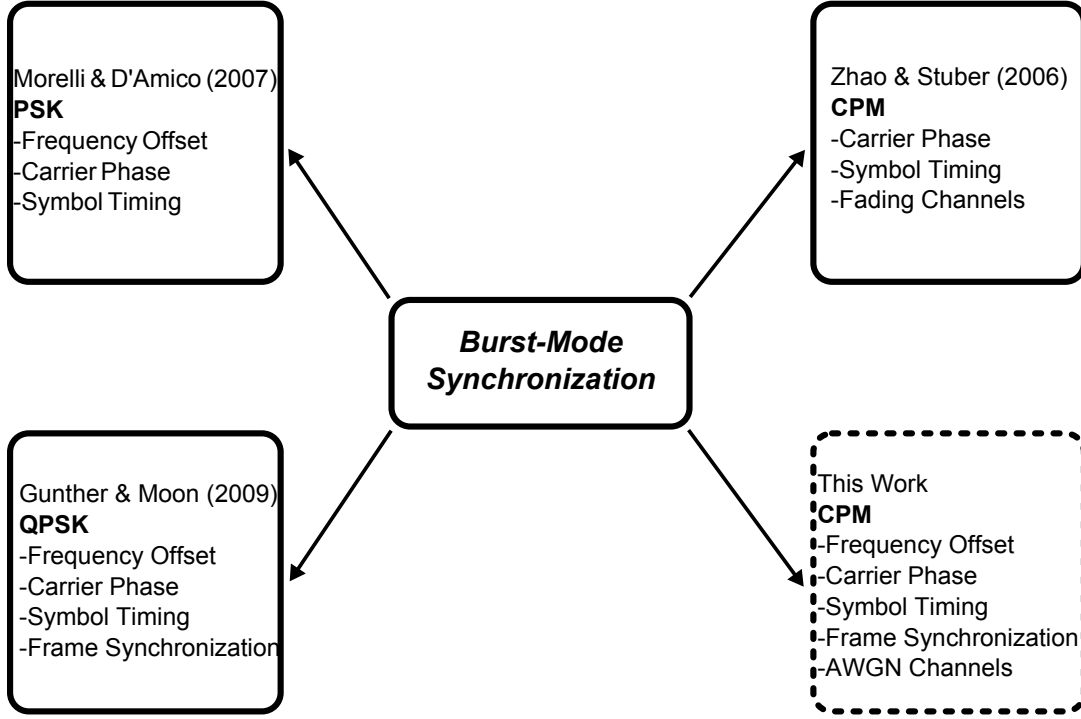 Morelli & D'Amico (2007)
PSK
-Frequency Offset
-Carrier Phase
-Symbol Timing
Zhao & Stuber (2006)
CPM
-Carrier Phase
-Symbol Timing
-Fading Channels
Burst-Mode
Synchronization
Gunther & Moon (2009)
QPSK
-Frequency Offset
-Carrier Phase
-Symbol Timing
-Frame Synchronization
This Work
CPM
-Frequency Offset
-Carrier Phase
-Symbol Timing
-Frame Synchronization
-AWGN Channels